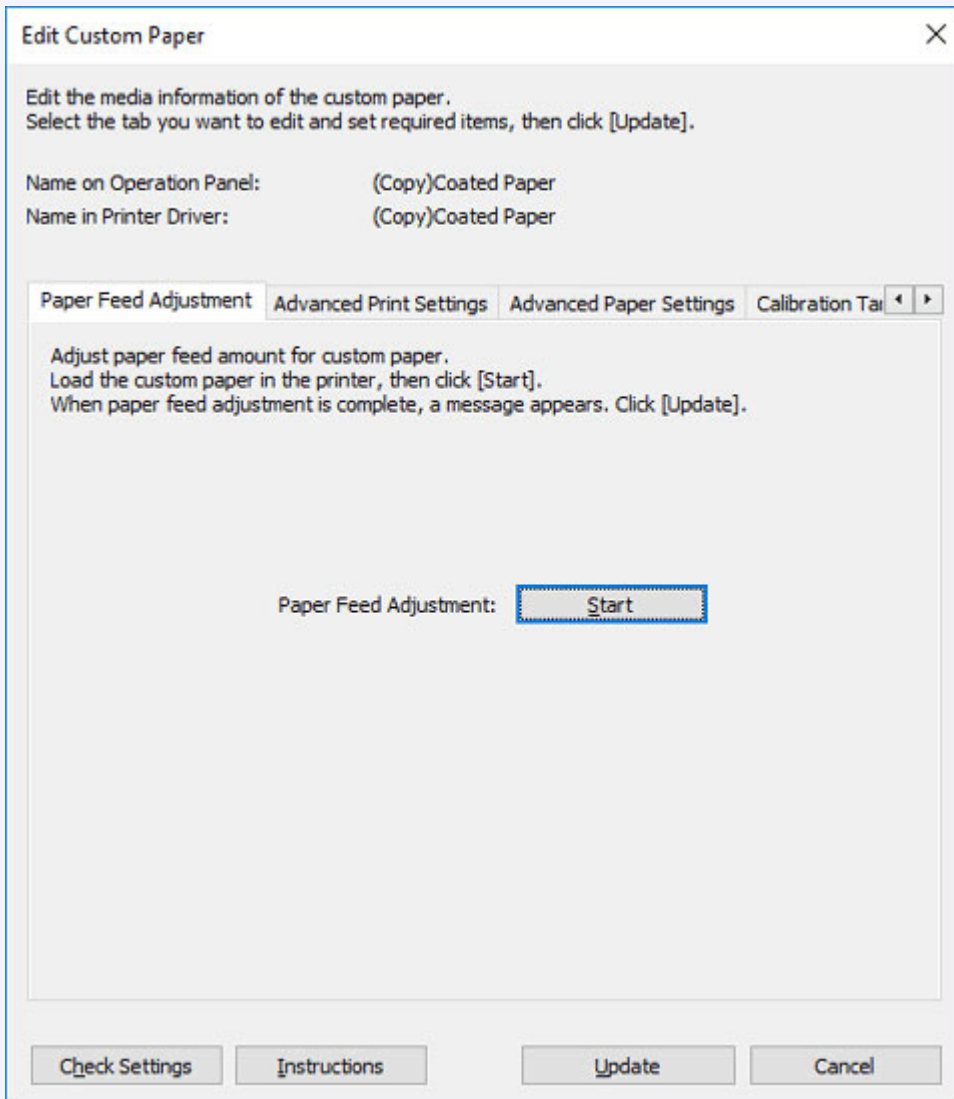 Edit Custom Paper
Edit the media information of the custom paper.
Select the tab you want to edit and set required items, then click [Update].
Name on Operation Panel: (Copy)Coated Paper
Name in Printer Driver: (Copy)Coated Paper
Paper Feed Adjustment Advanced Print Settings Advanced Paper Settings Calibration
Adjust paper feed amount for custom paper.
Load the custom paper in the printer, then click [Start].
When paper feed adjustment is complete, a message appears. Click [Update].
Paper Feed Adjustment: Start
Check Settings Instructions Update Cancel